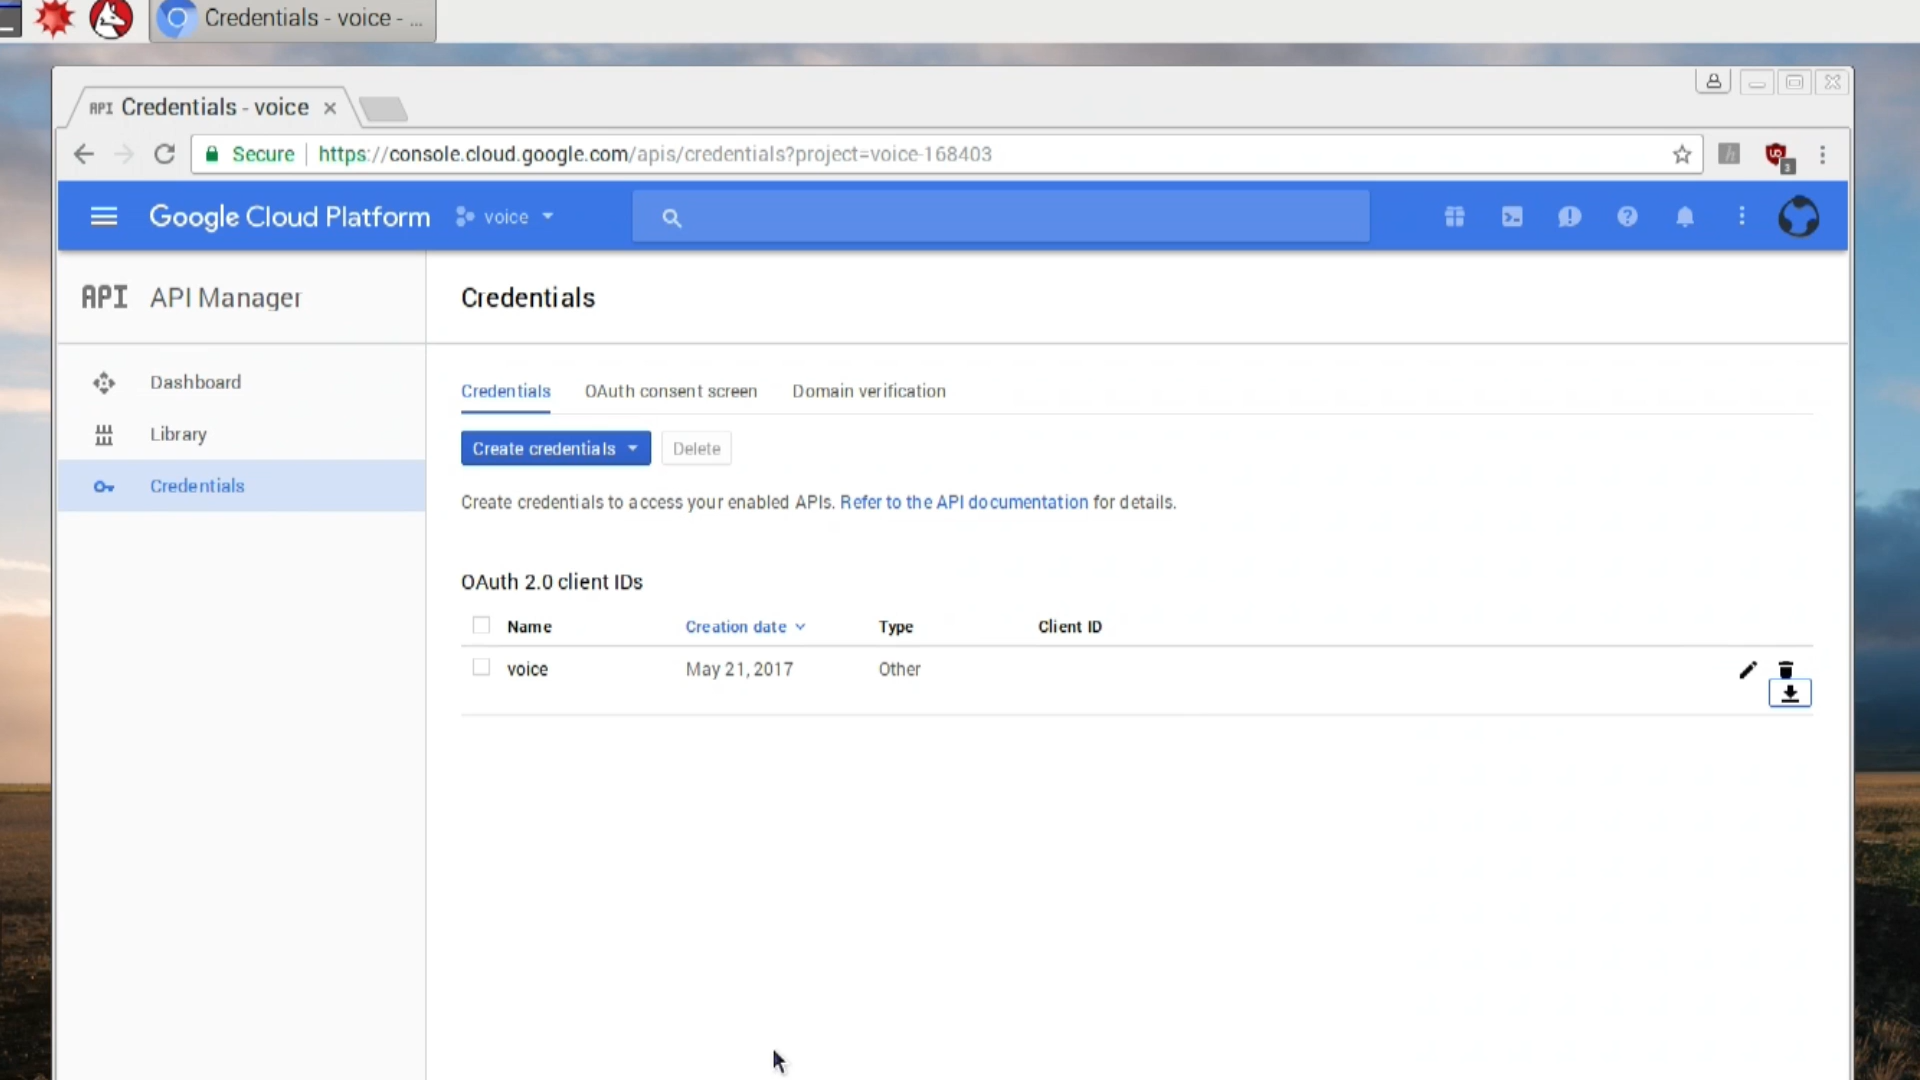 Credentials - voice - ...
API Credentials - voice
Secure https://console.cloud.google.com/apis/credentials?project=voice-168403
Google Cloud Platform voice
API API Manager
Credentials
Dashboard
Library
Credentials
Credentials OAuth consent screen Domain verification
Create credentials Delete
Create credentials to access your enabled APIs. Refer to the API documentation for details.
OAuth 2.0 client IDs
Name Creation date Type Client ID
voice May 21, 2017 Other